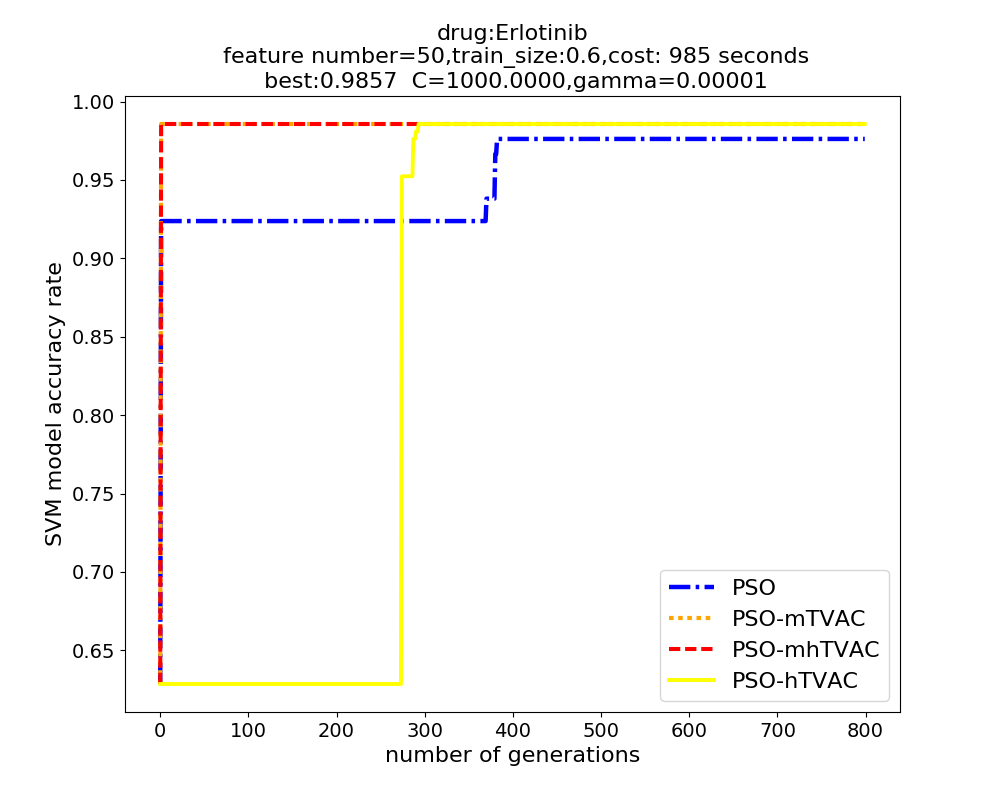 drug:Erlotinib
feature number=50,train_size:0.6,cost: 985 seconds
best:0.9857  C=1000.0000,gamma=0.00001
1.00
0.95
0.90
0.85
0.80
0.75
0.70
0.65
SVM model accuracy rate
PSO
PSO-mTVAC
PSO-mhTVAC
PSO-hTVAC
0 100 200 300 400 500 600 700 800
number of generations